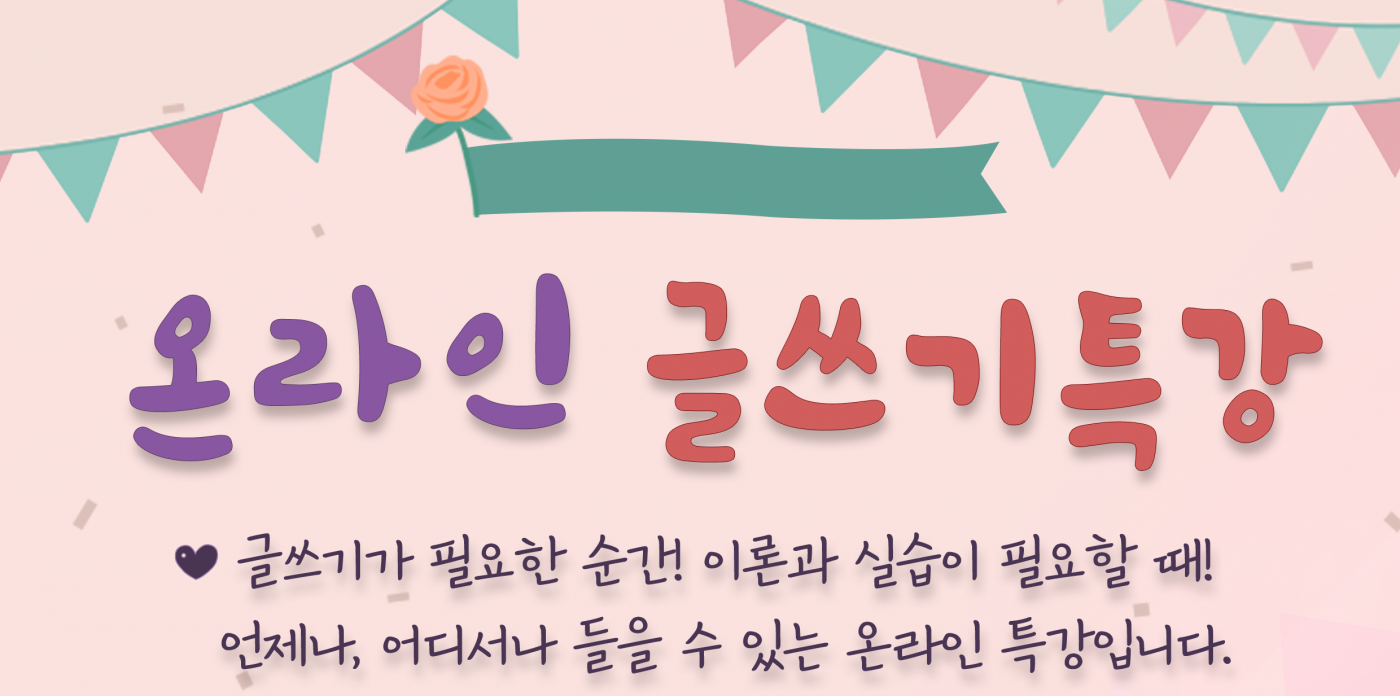 온라인 글쓰기특강
♥ 글쓰기가 필요한 순간! 이론과 실습이 필요할 때!
언제나, 어디서나 들을 수 있는 온라인 특강입니다.